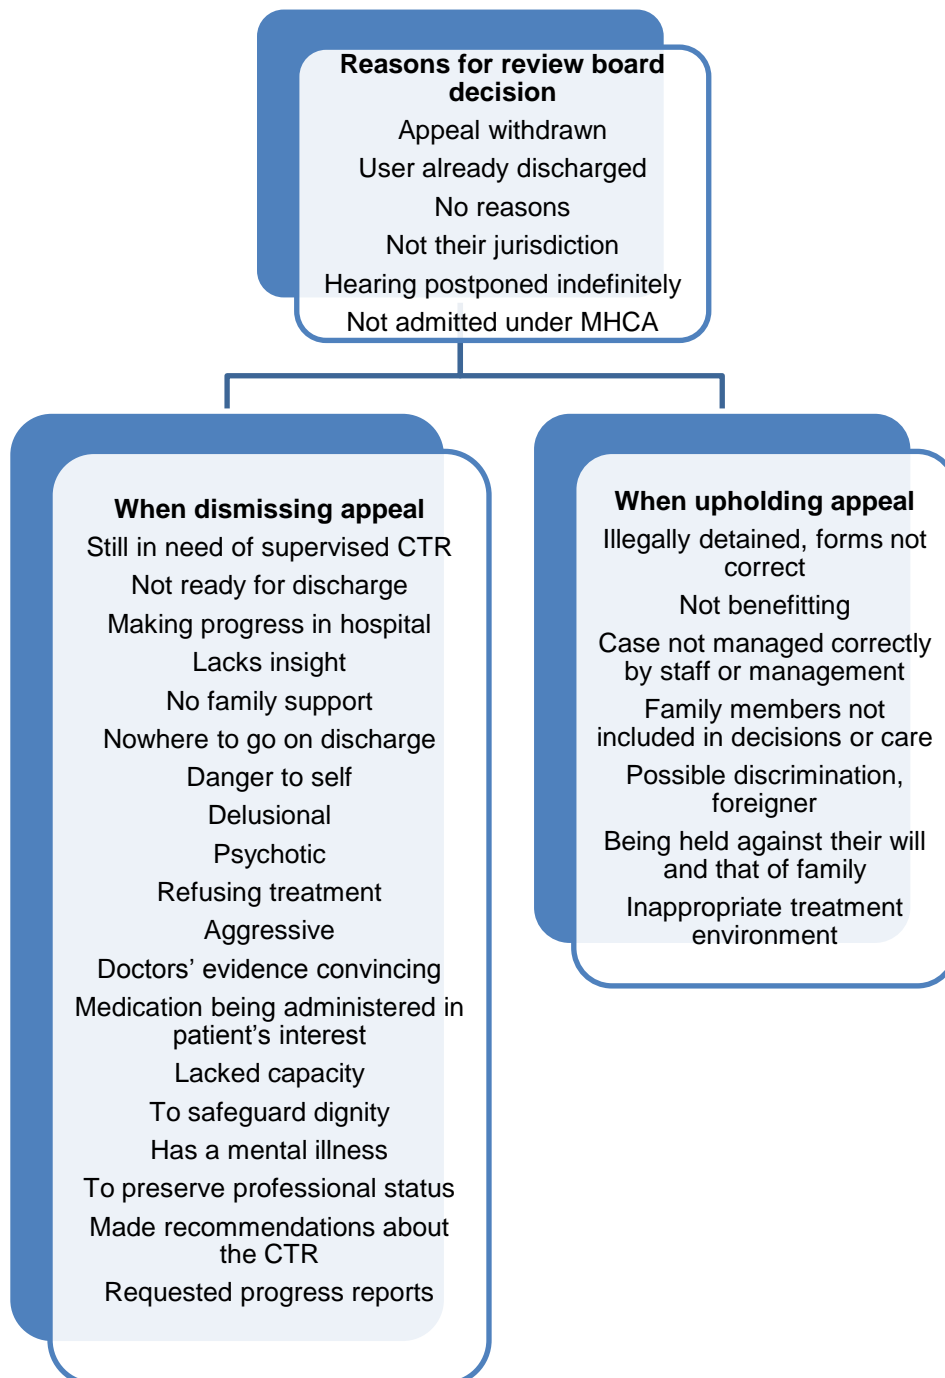 Reasons for review board
decision
Appeal withdrawn
User already discharged
No reasons
Not their jurisdiction
Hearing postponed indefinitely
Not admitted under MHCA
When dismissing appeal
Still in need of supervised CTR
Not ready for discharge
Making progress in hospital
Lacks insight
No family support
Nowhere to go on discharge
Danger to self
Delusional
Psychotic
Refusing treatment
Aggressive
Doctors’ evidence convincing
Medication being administered in
patient’s interest
Lacked capacity
To safeguard dignity
Has a mental illness
To preserve professional status
Made recommendations about
the CTR
Requested progress reports
When upholding appeal
Illegally detained, forms not
correct
Not benefitting
Case not managed correctly
by staff or management
Family members not
included in decisions or care
Possible discrimination,
foreigner
Being held against their will
and that of family
Inappropriate treatment
environment